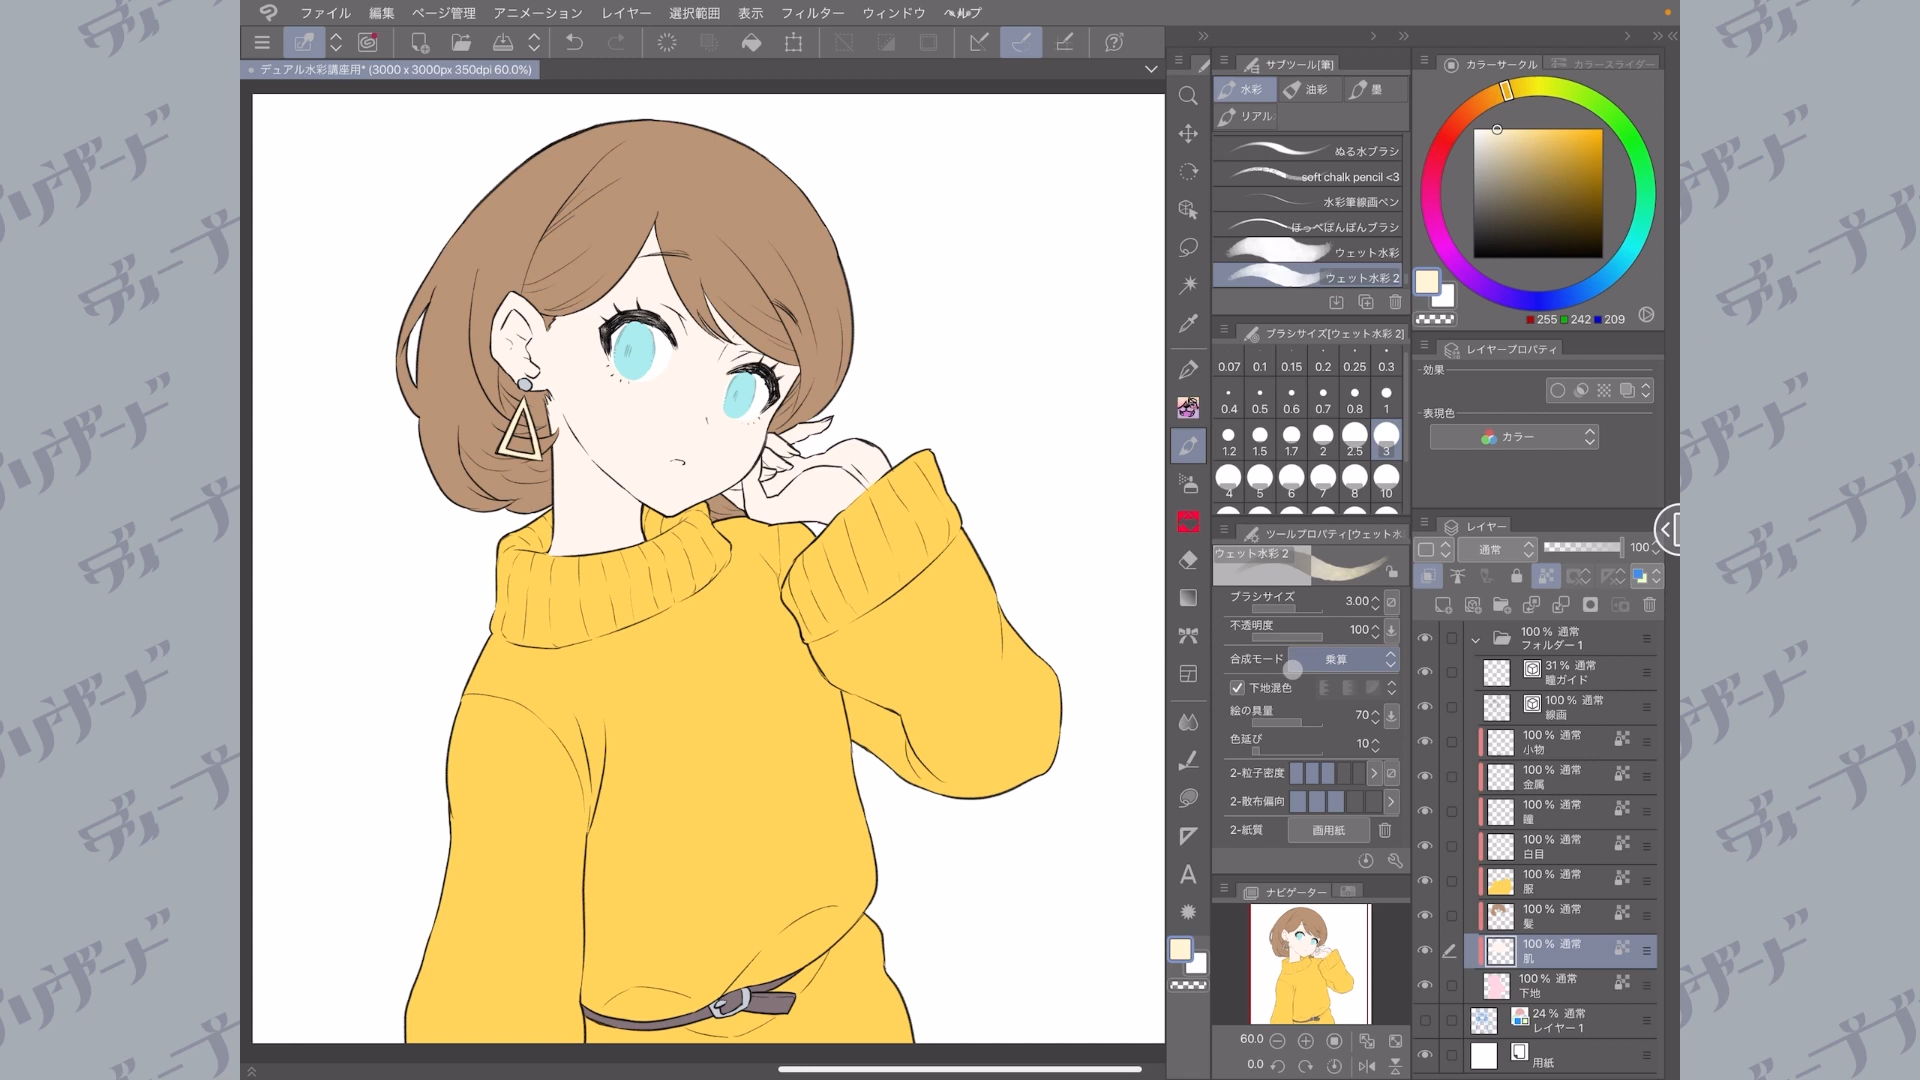 ファイル 編集 ページ管理 アニメーション レイヤー 選択範囲 表示 フィルター ウィンドウ ヘルプ
デュアル水彩講座用* (3000 x 3000px 350dpi 60.0%)
サブツール[筆]
水彩 油彩 墨
リアル
ぬる水ブラシ
soft chalk pencil <3
水彩筆線画ペン
ほっぺぽんぽんブラシ
ウェット水彩
ウェット水彩 2
ブラシサイズ[ウェット水彩 2]
0.07 0.1 0.15 0.2 0.25 0.3
0.4 0.5 0.6 0.7 0.8 1
1.2 1.5 1.7 2 2.5 3
4 5 6 7 8 10
ツールプロパティ[ウェット水
ウェット水彩 2
ブラシサイズ 3.00
不透明度 100
合成モード 乗算
下地混色
絵の具量 70
色延び 10
2-粒子密度
2-散布偏向
2-紙質 画用紙
ナビゲーター
60.0
0.0
カラーサークル カラースライダー
255 242 209
レイヤープロパティ
効果
表現色
カラー
レイヤー
通常 100
100 % 通常
フォルダー 1
31 % 通常
瞳ガイド
100 % 通常
線画
100 % 通常
小物
100 % 通常
金属
100 % 通常
瞳
100 % 通常
白目
100 % 通常
服
100 % 通常
髪
100 % 通常
肌
100 % 通常
下地
24 % 通常
レイヤー 1
用紙